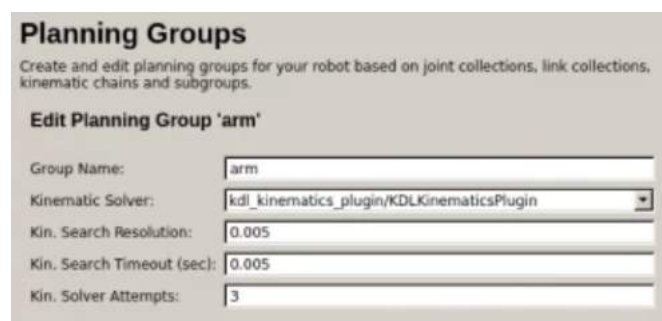 Planning Groups
Create and edit planning groups for your robot based on joint collections, link collections,
kinematic chains and subgroups.
Edit Planning Group 'arm'
Group Name: arm
Kinematic Solver: kdl_kinematics_plugin/KDLKinematicsPlugin
Kin. Search Resolution: 0.005
Kin. Search Timeout (sec): 0.005
Kin. Solver Attempts: 3